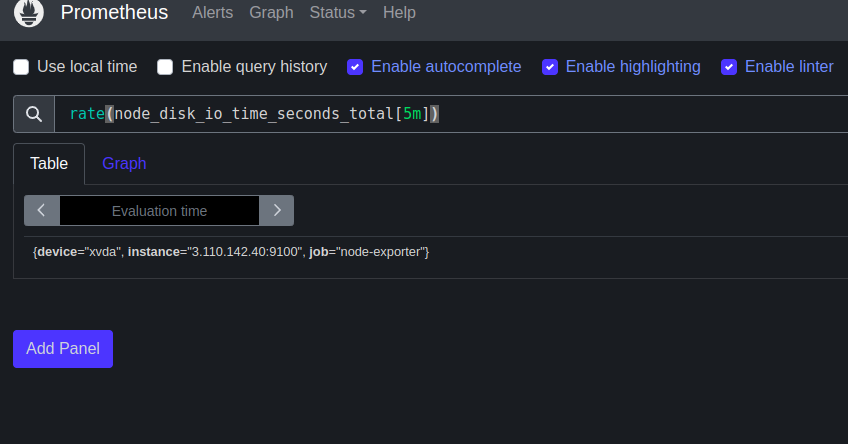 Prometheus Alerts Graph Status Help
Use local time Enable query history Enable autocomplete Enable highlighting Enable linter
rate(node_disk_io_time_seconds_total[5m])
Table Graph
Evaluation time
{device="xvda", instance="3.110.142.40:9100", job="node-exporter"}
Add Panel